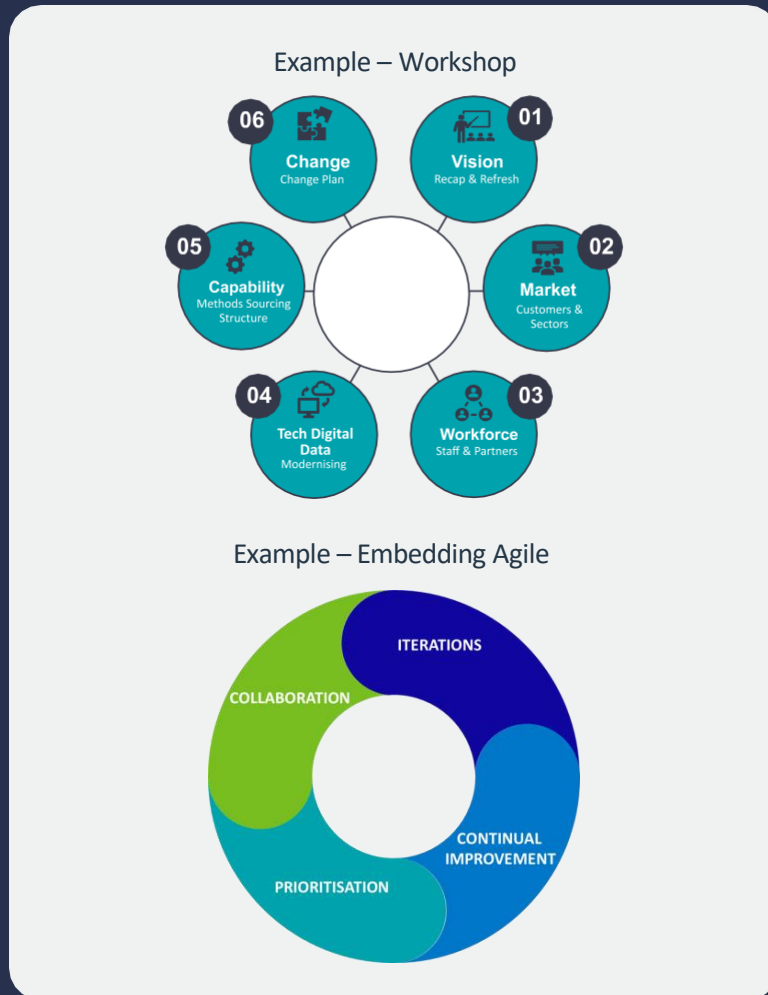 Example – Workshop
01
Vision
Recap & Refresh
02
Market
Customers &
Sectors
03
Workforce
Staff & Partners
04
Tech Digital
Data
Modernising
05
Capability
Methods Sourcing
Structure
06
Change
Change Plan
Example – Embedding Agile
ITERATIONS
CONTINUAL
IMPROVEMENT
PRIORITISATION
COLLABORATION